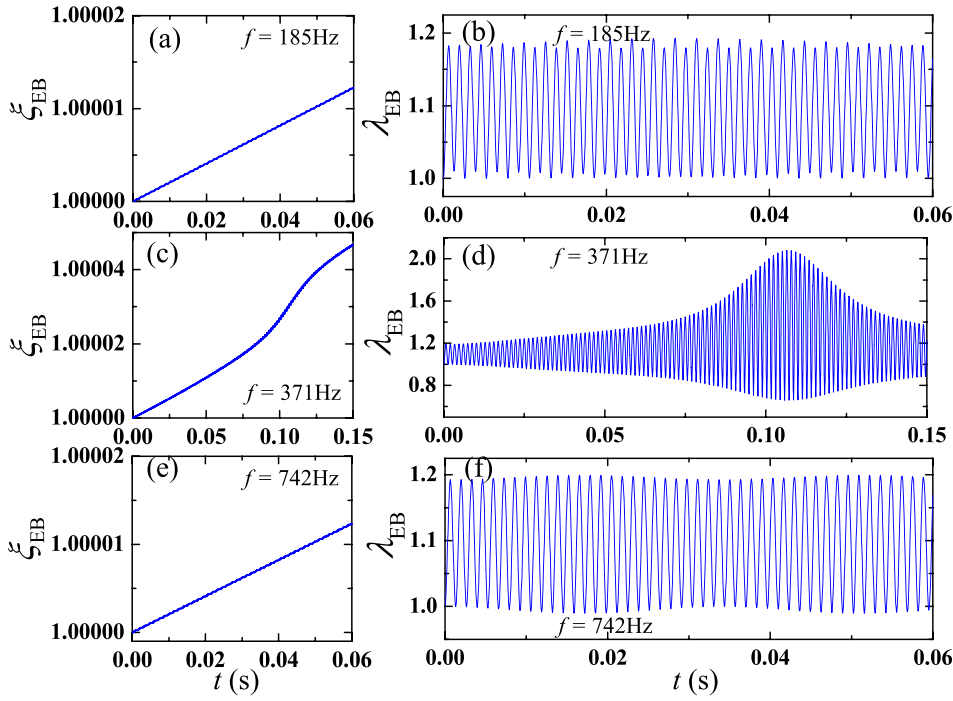 (a) f = 185Hz
1.00002
1.00001
1.00000
ξEB
0.00 0.02 0.04 0.06
(b) f = 185Hz
1.2
1.1
1.0
λEB
0.00 0.02 0.04 0.06
(c)
1.00004
1.00002
1.00000
ξEB
f = 371Hz
0.00 0.05 0.10 0.15
(d) f = 371Hz
2.0
1.6
1.2
0.8
λEB
0.00 0.05 0.10 0.15
(e) f = 742Hz
1.00002
1.00001
1.00000
ξEB
0.00 0.02 0.04 0.06
t (s)
(f)
1.2
1.1
1.0
λEB
f = 742Hz
0.00 0.02 0.04 0.06
t (s)